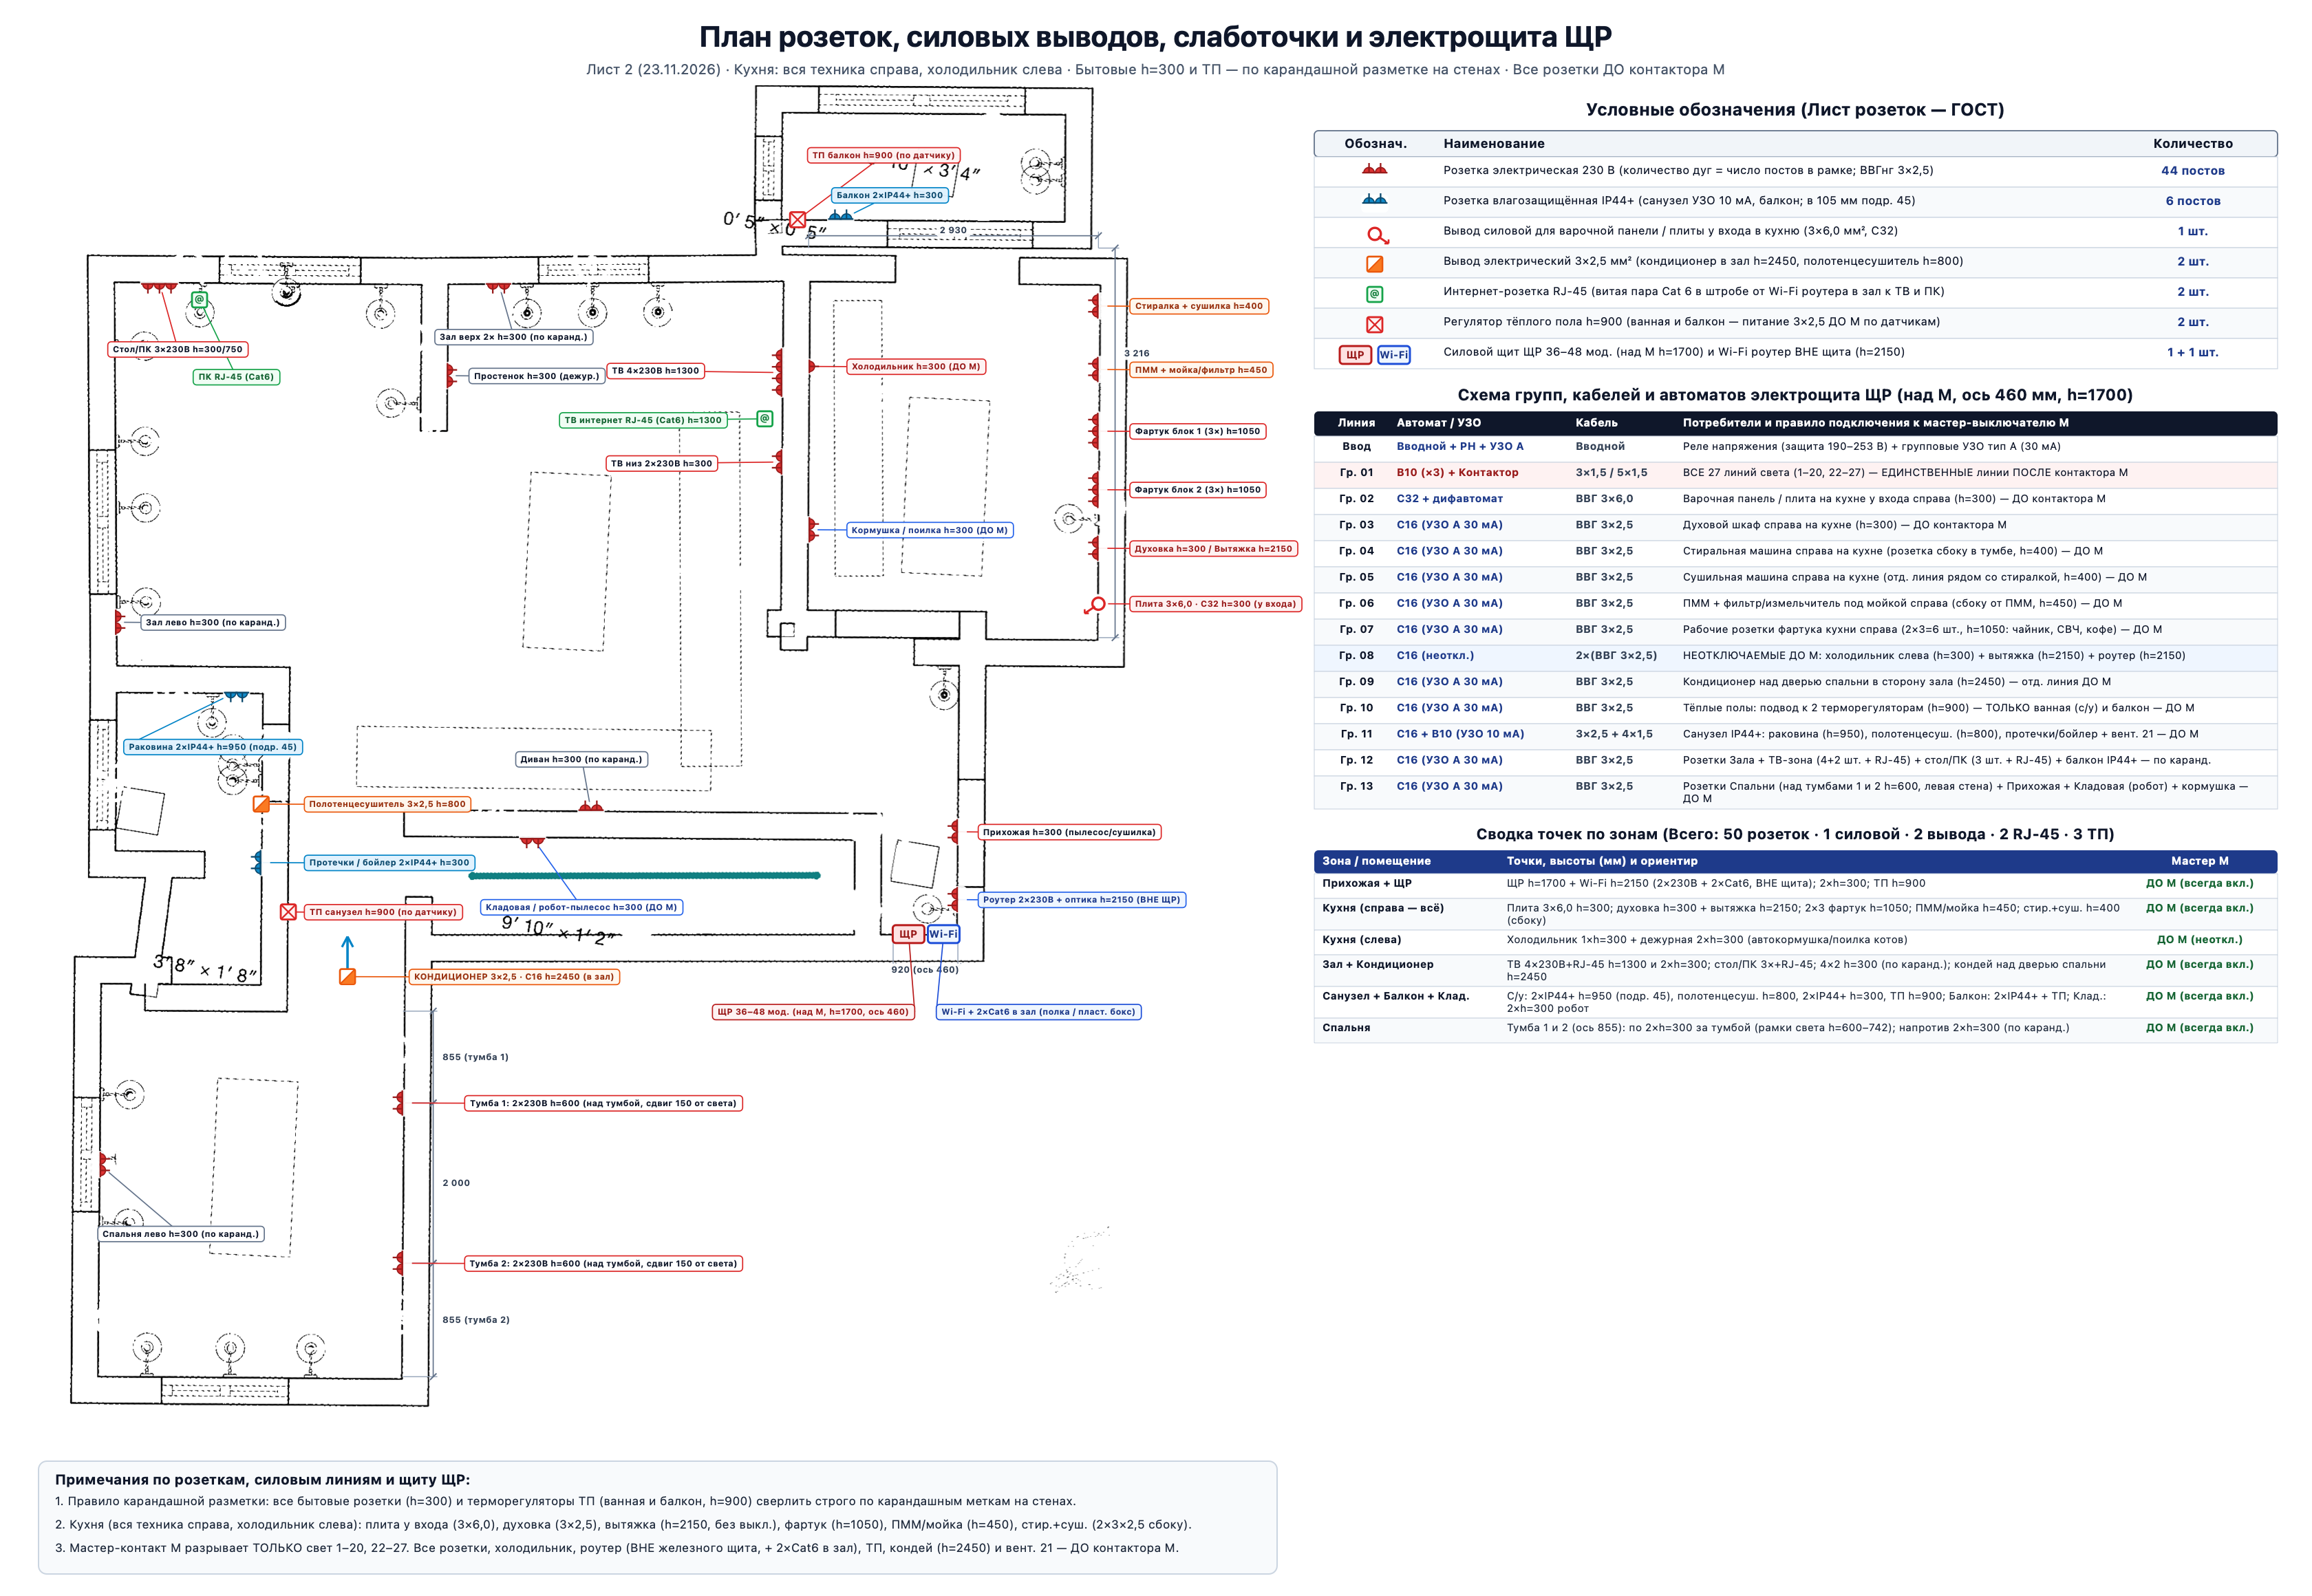 План розеток, силовых выводов, слаботочки и электрощита ЩР
Лист 2 (23.11.2026) · Кухня: вся техника справа, холодильник слева · Бытовые h=300 и ТП — по карандашной разметке на стенах · Все розетки ДО контактора М
ТП балкон h=900 (по датчику)
× 3' 4"
Балкон 2×IP44+ h=300
0' 5" × 6' 5"
2 930
Стол/ПК 3×230В h=300/750
@
ПК RJ-45 (Cat6)
Зал верх 2× h=300 (по каранд.)
Простенок h=300 (дежур.)
ТВ 4×230В h=1300
ТВ интернет RJ-45 (Cat6) h=1300
@
ТВ низ 2×230В h=300
Холодильник h=300 (ДО М)
Кормушка / поилка h=300 (ДО М)
Стиралка + сушилка h=400
3 216
ПММ + мойка/фильтр h=450
Фартук блок 1 (3×) h=1050
Фартук блок 2 (3×) h=1050
Духовка h=300 / Вытяжка h=2150
Плита 3×6,0 · С32 h=300 (у входа)
Зал лево h=300 (по каранд.)
Раковина 2×IP44+ h=950 (подр. 45)
Диван h=300 (по каранд.)
Полотенцесушитель 3×2,5 h=800
Прихожая h=300 (пылесос/сушилка)
Протечки / бойлер 2×IP44+ h=300
Кладовая / робот-пылесос h=300 (ДО М)
Роутер 2×230В + оптика h=2150 (ВНЕ ЩР)
ТП санузел h=900 (по датчику)
9' 10" × 1' 2"
ЩР
Wi-Fi
3' 8" × 1' 8"
920 (ось 460)
КОНДИЦИОНЕР 3×2,5 · С16 h=2450 (в зал)
ЩР 36–48 мод. (над М, h=1700, ось 460)
Wi-Fi + 2×Cat6 в зал (полка / пласт. бокс)
855 (тумба 1)
Тумба 1: 2×230В h=600 (над тумбой, сдвиг 150 от света)
2 000
Спальня лево h=300 (по каранд.)
Тумба 2: 2×230В h=600 (над тумбой, сдвиг 150 от света)
855 (тумба 2)
Примечания по розеткам, силовым линиям и щиту ЩР:
1. Правило карандашной разметки: все бытовые розетки (h=300) и терморегуляторы ТП (ванная и балкон, h=900) сверлить строго по карандашным меткам на стенах.
2. Кухня (вся техника справа, холодильник слева): плита у входа (3×6,0), духовка (3×2,5), вытяжка (h=2150, без выкл.), фартук (h=1050), ПММ/мойка (h=450), стир.+суш. (2×3×2,5 сбоку).
3. Мастер-контакт М разрывает ТОЛЬКО свет 1–20, 22–27. Все розетки, холодильник, роутер (ВНЕ железного щита, + 2×Cat6 в зал), ТП, кондей (h=2450) и вент. 21 — ДО контактора М.
Условные обозначения (Лист розеток — ГОСТ)
Обознач. Наименование Количество
Розетка электрическая 230 В (количество дуг = число постов в рамке; ВВГнг 3×2,5) 44 постов
Розетка влагозащищённая IP44+ (санузел УЗО 10 мА, балкон; в 105 мм подр. 45) 6 постов
Вывод силовой для варочной панели / плиты у входа в кухню (3×6,0 мм², С32) 1 шт.
Вывод электрический 3×2,5 мм² (кондиционер в зал h=2450, полотенцесушитель h=800) 2 шт.
@ Интернет-розетка RJ-45 (витая пара Cat 6 в штробе от Wi-Fi роутера в зал к ТВ и ПК) 2 шт.
Регулятор тёплого пола h=900 (ванная и балкон — питание 3×2,5 ДО М по датчикам) 2 шт.
ЩР Wi-Fi Силовой щит ЩР 36–48 мод. (над М h=1700) и Wi-Fi роутер ВНЕ щита (h=2150) 1 + 1 шт.
Схема групп, кабелей и автоматов электрощита ЩР (над М, ось 460 мм, h=1700)
Линия Автомат / УЗО Кабель Потребители и правило подключения к мастер-выключателю М
Ввод Вводной + РН + УЗО А Вводной Реле напряжения (защита 190–253 В) + групповые УЗО тип А (30 мА)
Гр. 01 В10 (×3) + Контактор 3×1,5 / 5×1,5 ВСЕ 27 линий света (1–20, 22–27) — ЕДИНСТВЕННЫЕ линии ПОСЛЕ контактора М
Гр. 02 С32 + дифавтомат ВВГ 3×6,0 Варочная панель / плита на кухне у входа справа (h=300) — ДО контактора М
Гр. 03 С16 (УЗО А 30 мА) ВВГ 3×2,5 Духовой шкаф справа на кухне (h=300) — ДО контактора М
Гр. 04 С16 (УЗО А 30 мА) ВВГ 3×2,5 Стиральная машина справа на кухне (розетка сбоку в тумбе, h=400) — ДО М
Гр. 05 С16 (УЗО А 30 мА) ВВГ 3×2,5 Сушильная машина справа на кухне (отд. линия рядом со стиралкой, h=400) — ДО М
Гр. 06 С16 (УЗО А 30 мА) ВВГ 3×2,5 ПММ + фильтр/измельчитель под мойкой справа (сбоку от ПММ, h=450) — ДО М
Гр. 07 С16 (УЗО А 30 мА) ВВГ 3×2,5 Рабочие розетки фартука кухни справа (2×3=6 шт., h=1050: чайник, СВЧ, кофе) — ДО М
Гр. 08 С16 (неоткл.) 2×(ВВГ 3×2,5) НЕОТКЛЮЧАЕМЫЕ ДО М: холодильник слева (h=300) + вытяжка (h=2150) + роутер (h=2150)
Гр. 09 С16 (УЗО А 30 мА) ВВГ 3×2,5 Кондиционер над дверью спальни в сторону зала (h=2450) — отд. линия ДО М
Гр. 10 С16 (УЗО А 30 мА) ВВГ 3×2,5 Тёплые полы: подвод к 2 терморегуляторам (h=900) — ТОЛЬКО ванная (с/у) и балкон — ДО М
Гр. 11 С16 + В10 (УЗО 10 мА) 3×2,5 + 4×1,5 Санузел IP44+: раковина (h=950), полотенцесуш. (h=800), протечки/бойлер + вент. 21 — ДО М
Гр. 12 С16 (УЗО А 30 мА) ВВГ 3×2,5 Розетки Зала + ТВ-зона (4+2 шт. + RJ-45) + стол/ПК (3 шт. + RJ-45) + балкон IP44+ — по каранд.
Гр. 13 С16 (УЗО А 30 мА) ВВГ 3×2,5 Розетки Спальни (над тумбами 1 и 2 h=600, левая стена) + Прихожая + Кладовая (робот) + кормушка —
ДО М
Сводка точек по зонам (Всего: 50 розеток · 1 силовой · 2 вывода · 2 RJ-45 · 3 ТП)
Зона / помещение Точки, высоты (мм) и ориентир Мастер М
Прихожая + ЩР ЩР h=1700 + Wi-Fi h=2150 (2×230В + 2×Cat6, ВНЕ щита); 2×h=300; ТП h=900 ДО М (всегда вкл.)
Кухня (справа — всё) Плита 3×6,0 h=300; духовка h=300 + вытяжка h=2150; 2×3 фартук h=1050; ПММ/мойка h=450; стир.+суш. h=400 ДО М (всегда вкл.)
(сбоку)
Кухня (слева) Холодильник 1×h=300 + дежурная 2×h=300 (автокормушка/поилка котов) ДО М (неоткл.)
Зал + Кондиционер ТВ 4×230В+RJ-45 h=1300 и 2×h=300; стол/ПК 3×+RJ-45; 4×2 h=300 (по каранд.); кондей над дверью спальни ДО М (всегда вкл.)
h=2450
Санузел + Балкон + Клад. С/у: 2×IP44+ h=950 (подр. 45), полотенцесуш. h=800, 2×IP44+ h=300, ТП h=900; Балкон: 2×IP44+ + ТП; Клад.: ДО М (всегда вкл.)
2×h=300 робот
Спальня Тумба 1 и 2 (ось 855): по 2×h=300 за тумбой (рамки света h=600–742); напротив 2×h=300 (по каранд.) ДО М (всегда вкл.)